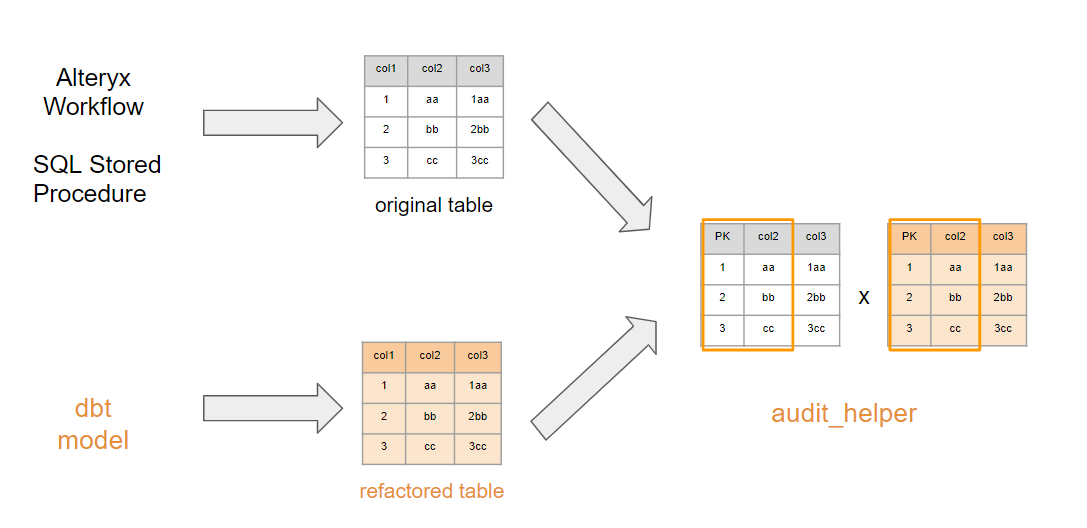 Alteryx
Workflow
SQL Stored
Procedure
col1 col2 col3
1 aa 1aa
2 bb 2bb
3 cc 3cc
original table
dbt
model
col1 col2 col3
1 aa 1aa
2 bb 2bb
3 cc 3cc
refactored table
PK col2 col3
1 aa 1aa
2 bb 2bb
3 cc 3cc
x
PK col2 col3
1 aa 1aa
2 bb 2bb
3 cc 3cc
audit_helper